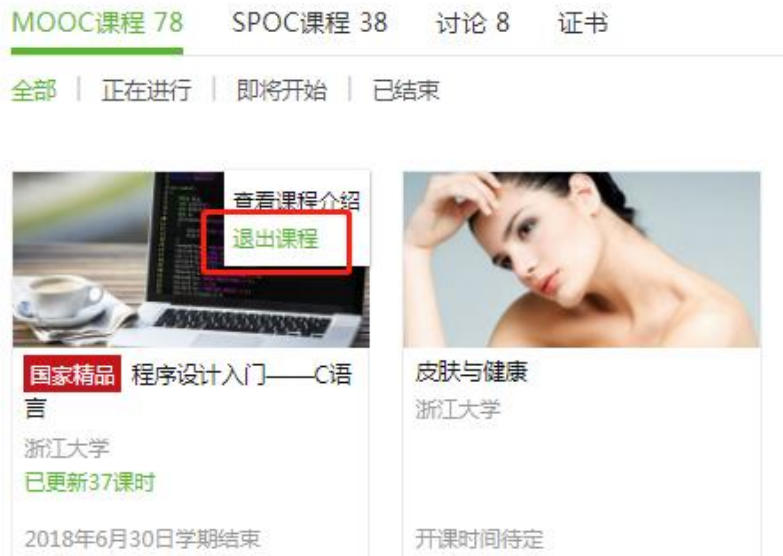 MOOC课程 78 SPOC课程 38 讨论 8 证书
全部 | 正在进行 | 即将开始 | 已结束
查看课程介绍
退出课程
国家精品 程序设计入门——C语
言
浙江大学
已更新37课时
2018年6月30日学期结束
皮肤与健康
浙江大学
开课时间待定